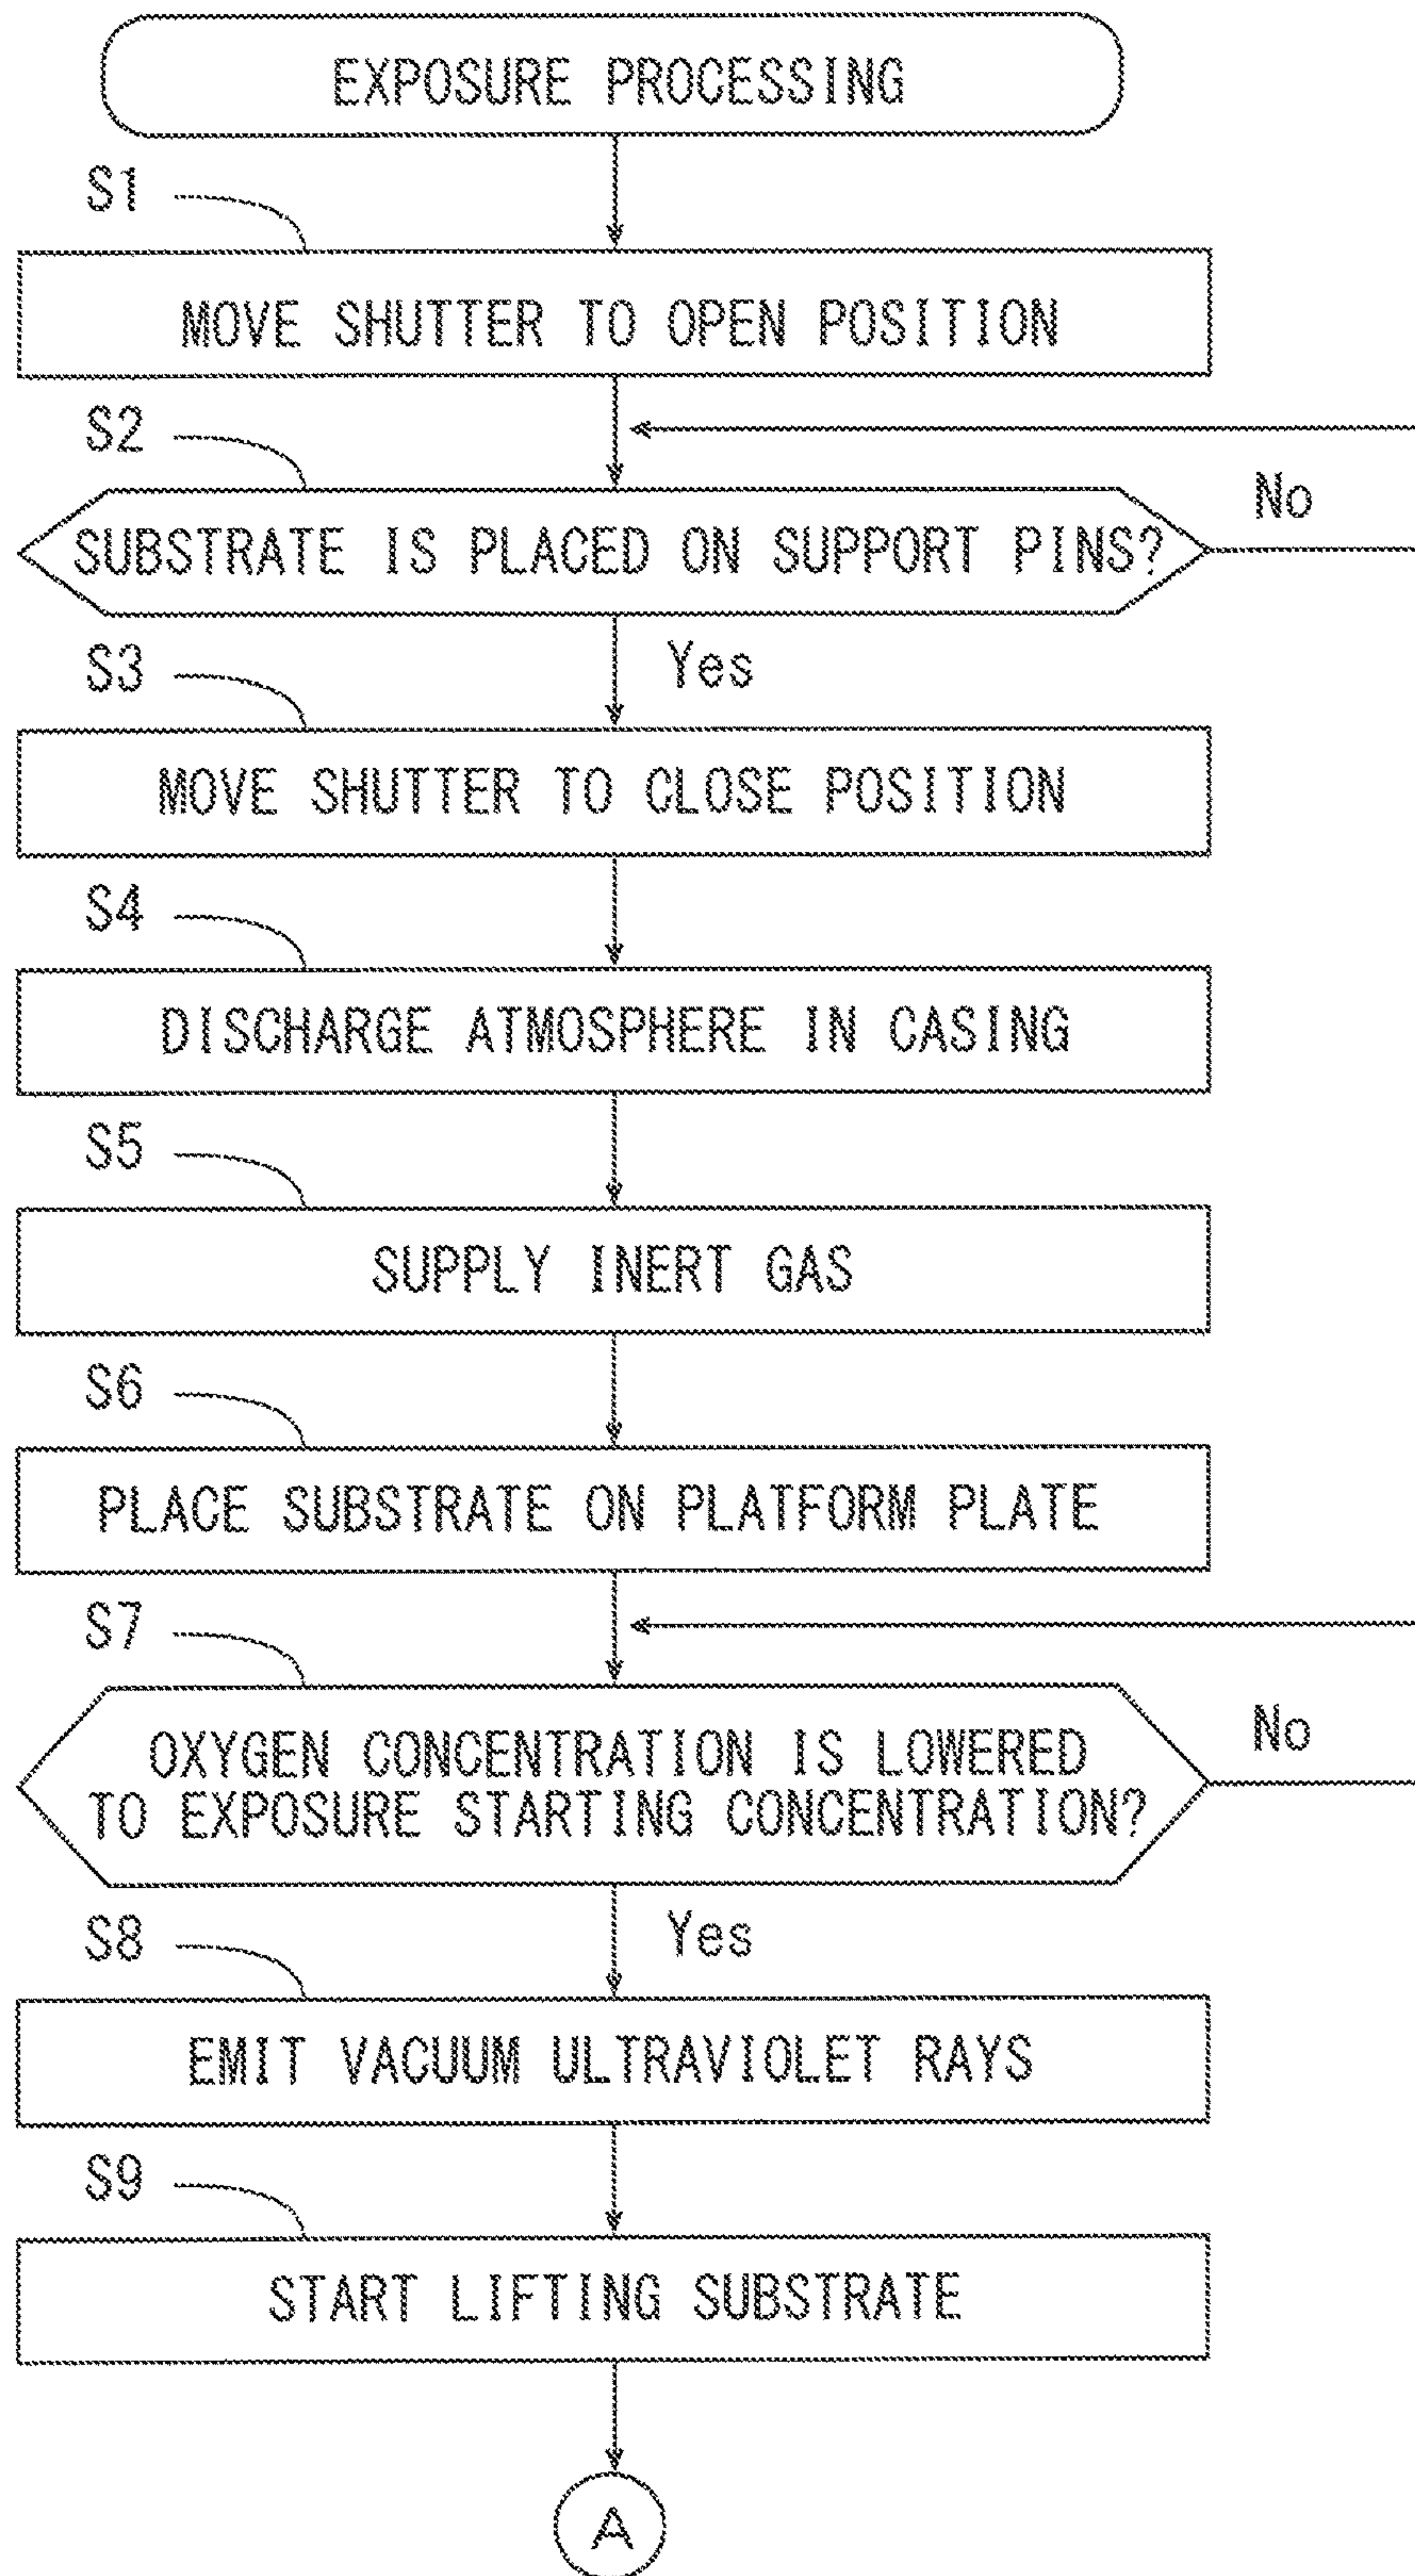 EXPOSURE PROCESSING
S1
MOVE SHUTTER TO OPEN POSITION
S2
SUBSTRATE IS PLACED ON SUPPORT PINS?
No
Yes
S3
MOVE SHUTTER TO CLOSE POSITION
S4
DISCHARGE ATMOSPHERE IN CASING
S5
SUPPLY INERT GAS
S6
PLACE SUBSTRATE ON PLATFORM PLATE
S7
OXYGEN CONCENTRATION IS LOWERED
TO EXPOSURE STARTING CONCENTRATION?
No
Yes
S8
EMIT VACUUM ULTRAVIOLET RAYS
S9
START LIFTING SUBSTRATE
A